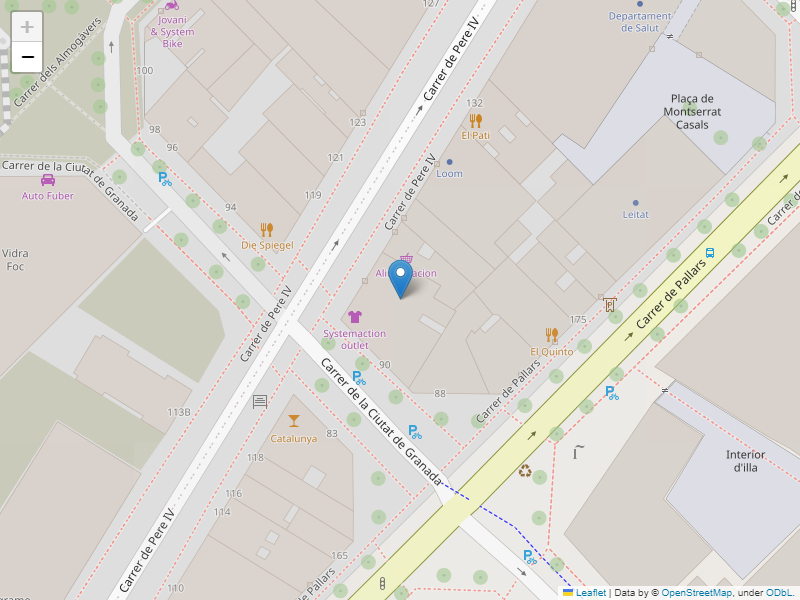 +
−
127
Departament
de Salut
Jovani
& System
Bike
Carrer dels Almogàvers
Carrer de Pere IV
100
132
Plaça de
Montserrat
Casals
El Pati
123
98
96
121
Loom
Carrer de la Ciutat de Granada
Auto Fuber
119
Carrer de Pere IV
94
Leitat
Die Spiegel
Vidra
Foc
Carrer de Pallars
175
Systemaction
outlet
Carrer de Pere IV
El Quinto
90
Carrer de la Ciutat de Granada
88
Carrer de Pallars
113B
83
Catalunya
118
Interior
d'illa
116
114
Carrer de Pere IV
165
110
de Pallars
Leaflet | Data by © OpenStreetMap, under ODbL.